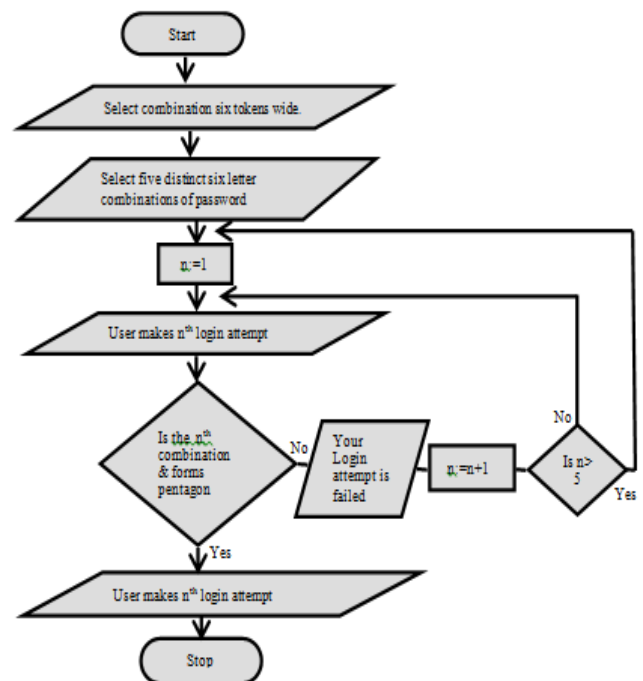 Start
Select combination six tokens wide.
Select five distinct six letter
combinations of password
n:=1
User makes nth login attempt
Is the nth
combination
& forms
pentagon
No
Your
Login
attempt is
failed
n:=n+1
No
Is n>
5
Yes
Yes
User makes nth login attempt
Stop